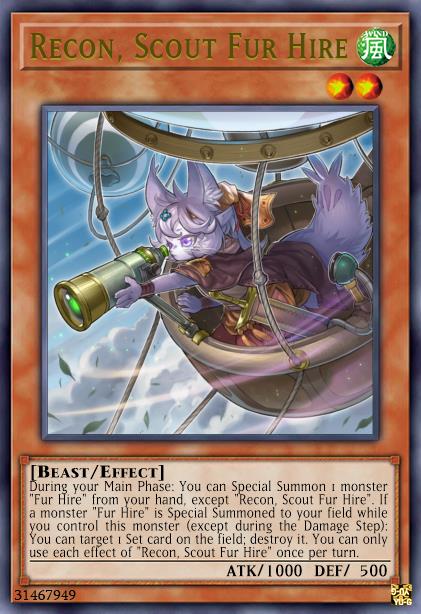 Recon, Scout Fur Hire
WIND
風
[Beast/Effect]
During your Main Phase: You can Special Summon 1 monster
"Fur Hire" from your hand, except "Recon, Scout Fur Hire". If
a monster "Fur Hire" is Special Summoned to your field while
you control this monster (except during the Damage Step):
You can target 1 Set card on the field; destroy it. You can only
use each effect of "Recon, Scout Fur Hire" once per turn.
ATK/1000 DEF/ 500
31467949